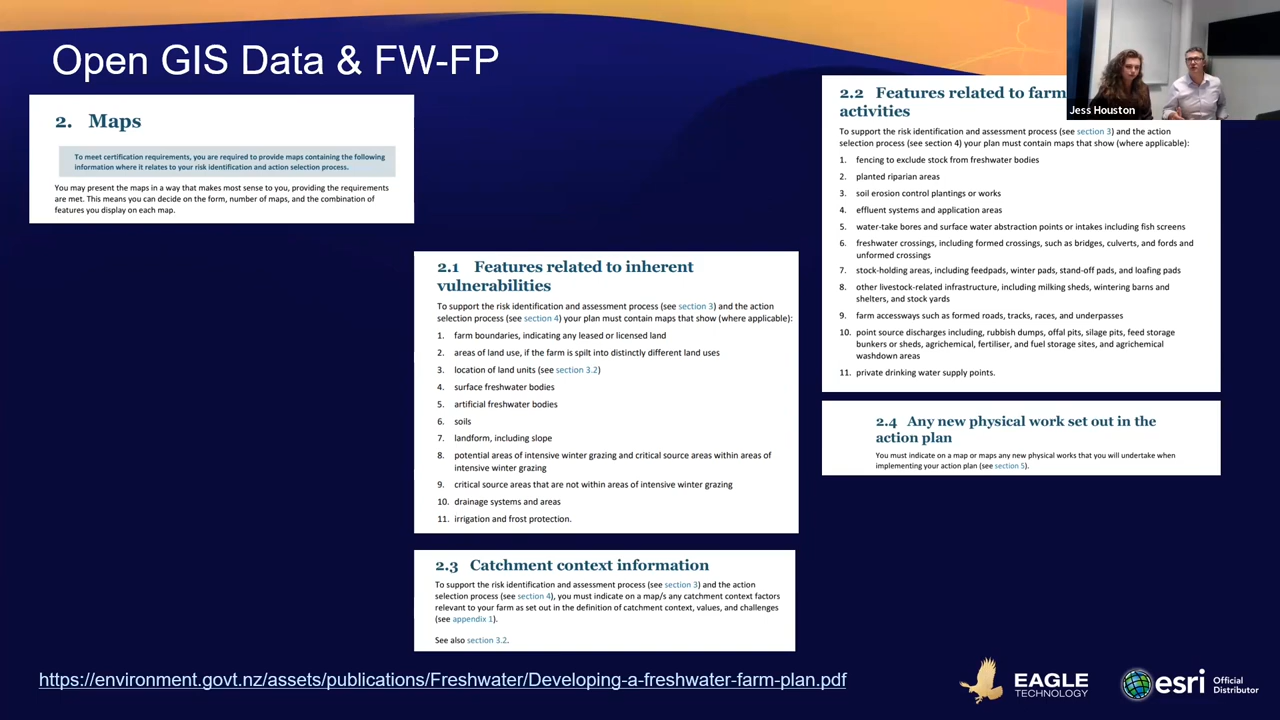 Open GIS Data & FW-FP
2. Maps
To meet certification requirements, you are required to provide maps containing the following
information where it relates to your risk identification and action selection process.
You may present the maps in a way that makes most sense to you, providing the requirements
are met. This means you can decide on the form, number of maps, and the combination of
features you display on each map.
2.1 Features related to inherent
vulnerabilities
To support the risk identification and assessment process (see section 3) and the action
selection process (see section 4) your plan must contain maps that show (where applicable):
1. farm boundaries, indicating any leased or licensed land
2. areas of land use, if the farm is spilt into distinctly different land uses
3. location of land units (see section 3.2)
4. surface freshwater bodies
5. artificial freshwater bodies
6. soils
7. landform, including slope
8. potential areas of intensive winter grazing and critical source areas within areas of
intensive winter grazing
9. critical source areas that are not within areas of intensive winter grazing
10. drainage systems and areas
11. irrigation and frost protection.
2.3 Catchment context information
To support the risk identification and assessment process (see section 3) and the action
selection process (see section 4), you must indicate on a map/s any catchment context factors
relevant to your farm as set out in the definition of catchment context, values, and challenges
(see appendix 1).
See also section 3.2.
2.2 Features related to farm
activities
To support the risk identification and assessment process (see section 3) and the action
selection process (see section 4) your plan must contain maps that show (where applicable):
1. fencing to exclude stock from freshwater bodies
2. planted riparian areas
3. soil erosion control plantings or works
4. effluent systems and application areas
5. water-take bores and surface water abstraction points or intakes including fish screens
6. freshwater crossings, including formed crossings, such as bridges, culverts, and fords and
unformed crossings
7. stock-holding areas, including feedpads, winter pads, stand-off pads, and loafing pads
8. other livestock-related infrastructure, including milking sheds, wintering barns and
shelters, and stock yards
9. farm accessways such as formed roads, tracks, races, and underpasses
10. point source discharges including, rubbish dumps, offal pits, silage pits, feed storage
bunkers or sheds, agrichemical, fertiliser, and fuel storage sites, and agrichemical
washdown areas
11. private drinking water supply points.
2.4 Any new physical work set out in the
action plan
You must indicate on a map or maps any new physical works that you will undertake when
implementing your action plan (see section 5).
Jess Houston
https://environment.govt.nz/assets/publications/Freshwater/Developing-a-freshwater-farm-plan.pdf
EAGLE
TECHNOLOGY
esri Official
Distributor